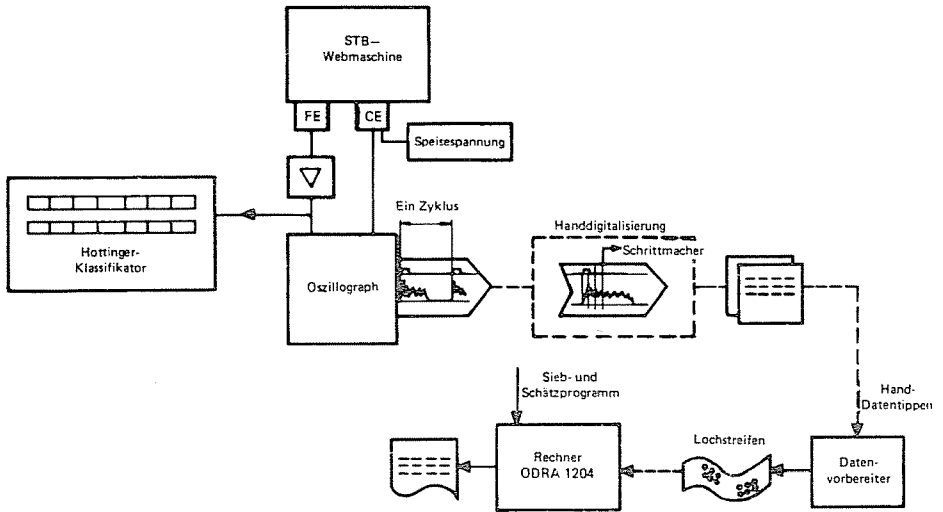 STB—
Webmaschine
FE
CE
Speisespannung
Hottinger-
Klassifikator
Ein Zyklus
Oszillograph
Handdigitalisierung
Schrittmacher
Hand-
Datentippen
Sieb- und
Schätzprogramm
Rechner
ODRA 1204
Lochstreifen
Daten-
vorbereiter